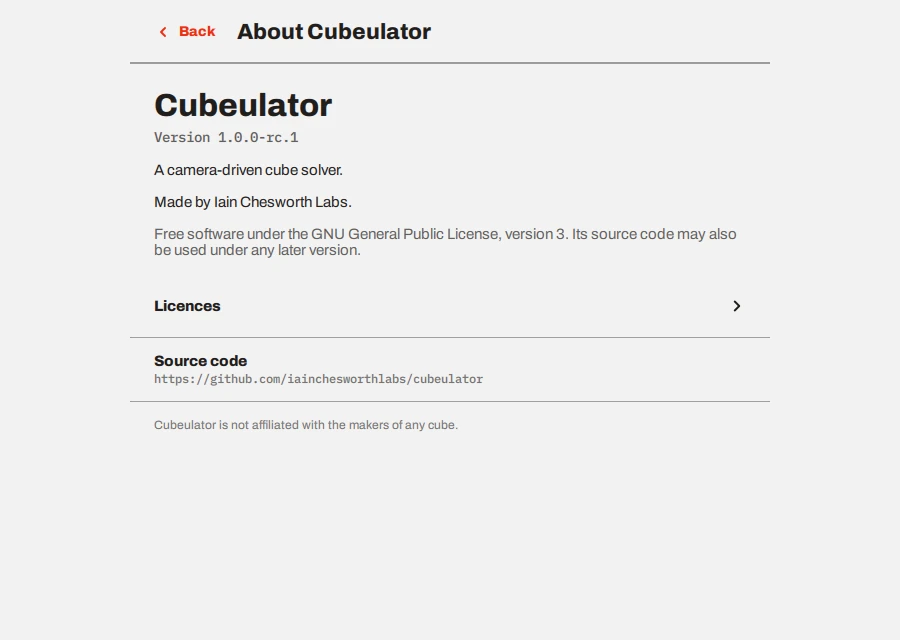 Back
About Cubeulator
Cubeulator
Version 1.0.0-rc.1
A camera-driven cube solver.
Made by Iain Chesworth Labs.
Free software under the GNU General Public License, version 3. Its source code may also
be used under any later version.
Licences
Source code
https://github.com/iainchesworthlabs/cubeulator
Cubeulator is not affiliated with the makers of any cube.